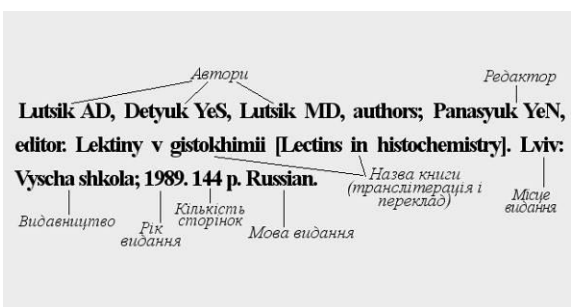 Автори
Редактор
Lutsik AD, Detyuk YeS, Lutsik MD, authors; Panasyuk YeN,
editor. Lektiny v gistokhimii [Lectins in histochemistry]. Lviv:
Vyscha shkola; 1989. 144 p. Russian.
Видавництво
Рік
видання
Кількість
сторінок
Мова видання
Назва книги
(транслітерація і
переклад)
Місце
видання